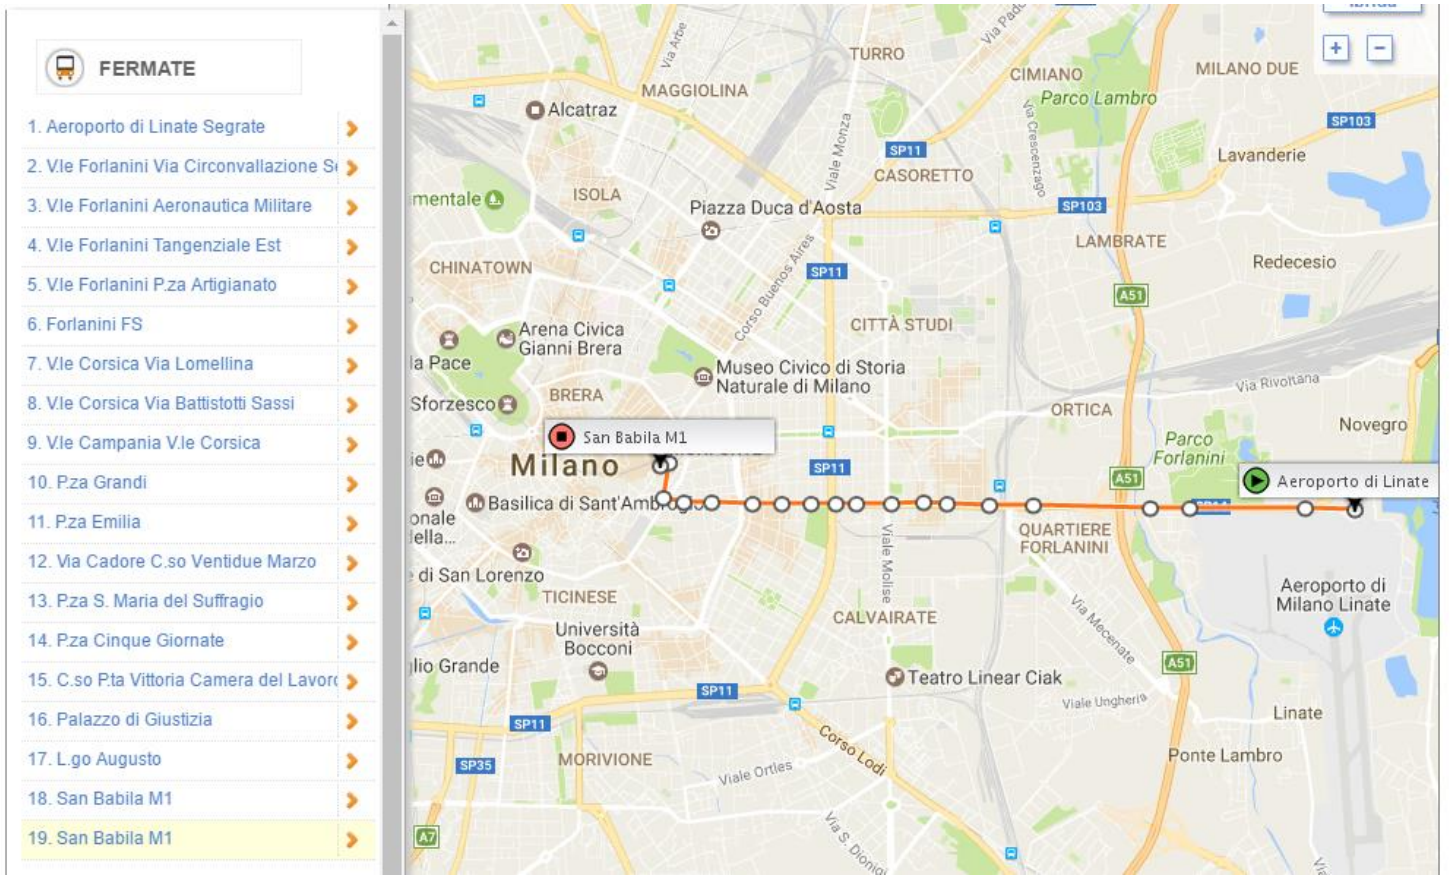 FERMATE
1. Aeroporto di Linate Segrate
2. V.le Forlanini Via Circonvallazione
3. V.le Forlanini Aeronautica Militare
4. V.le Forlanini Tangenziale Est
5. V.le Forlanini P.za Artigianato
6. Forlanini FS
7. V.le Corsica Via Lomellina
8. V.le Corsica Via Battistotti Sassi
9. V.le Campania V.le Corsica
10. P.za Grandi
11. P.za Emilia
12. Via Cadore C.so Ventidue Marzo
13. P.za S. Maria del Suffragio
14. P.za Cinque Giornate
15. C.so P.ta Vittoria Camera del Lavoro
16. Palazzo di Giustizia
17. L.go Augusto
18. San Babila M1
19. San Babila M1
Via Arbe
TURRO
CIMIANO
MILANO DUE
MAGGIOLINA
Parco Lambro
Alcatraz
Viale Monza
Via Crescenzago
SP103
SP11
CASORETTO
Lavanderie
mentale
ISOLA
Piazza Duca d'Aosta
SP103
LAMBRATE
CHINATOWN
Corso Buenos Aires
SP11
Redecesio
A51
Arena Civica
Gianni Brera
CITTÀ STUDI
la Pace
Museo Civico di Storia
Naturale di Milano
Via Rivoltana
Sforzesco
BRERA
ORTICA
Novegro
San Babila M1
Parco
Forlanini
Milano
SP11
A51
Aeroporto di Linate
Basilica di Sant'Ambrogio
onale
della...
QUARTIERE
FORLANINI
Viale Molise
di San Lorenzo
TICINESE
Aeroporto di
Milano Linate
Università
Bocconi
CALVAIRATE
Via Mecenate
glio Grande
Teatro Linear Ciak
A51
SP11
Viale Ungheria
Linate
SP11
Corso Lodi
SP35
MORIVIONE
Viale Ortles
Ponte Lambro
A7
Via S. Dionigi
+
−